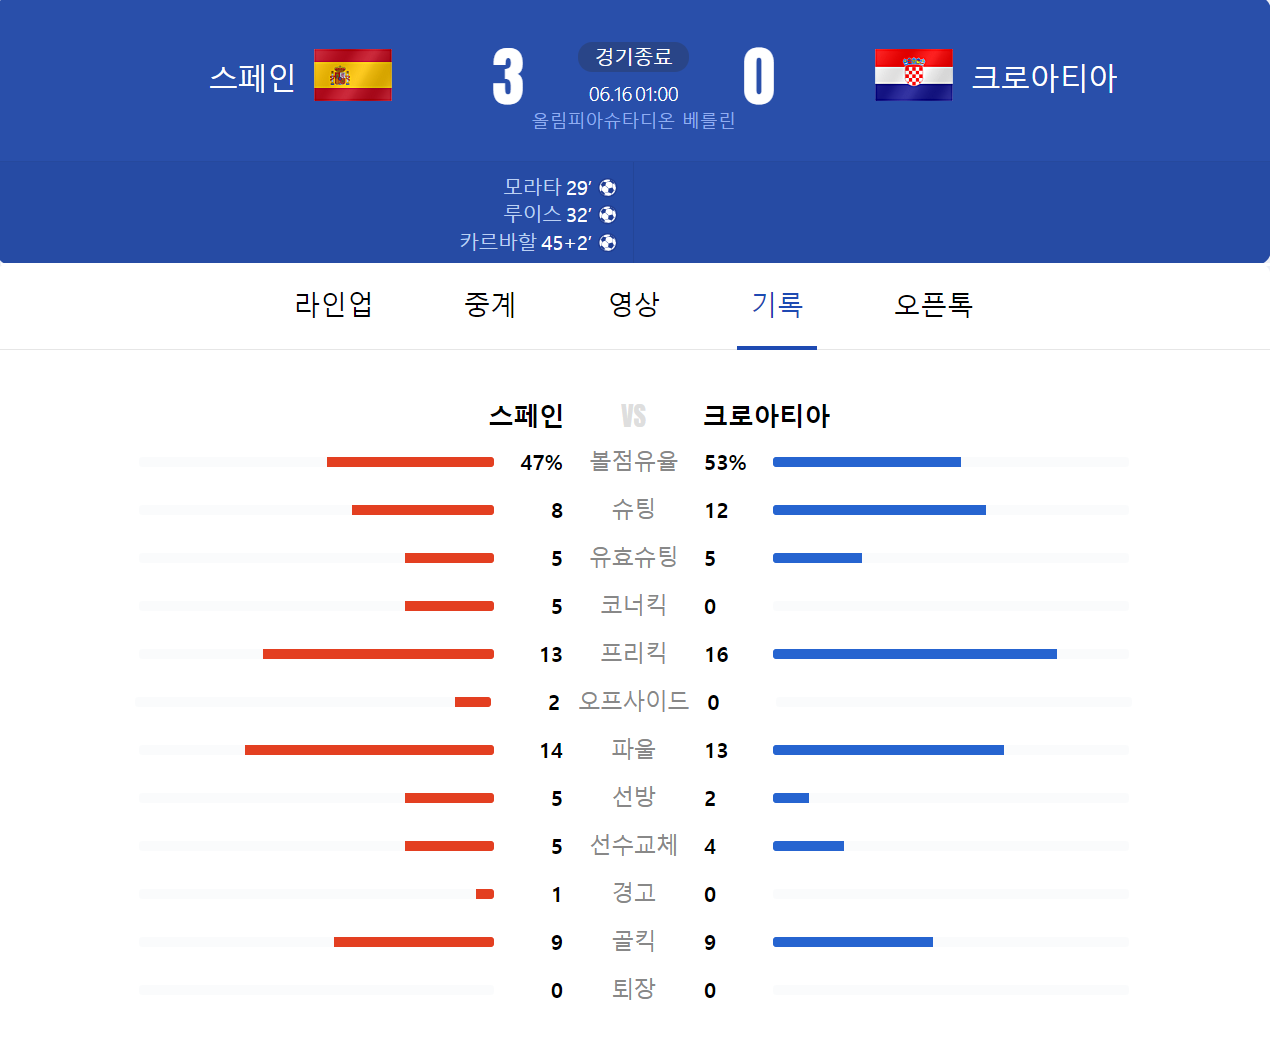 스페인 3 경기종료 0 크로아티아
06.16 01:00
올림피아슈타디온 베를린
모라타 29′
루이스 32′
카르바할 45+2′
라인업 중계 영상 기록 오픈톡
스페인 VS 크로아티아
47% 볼점유율 53%
8 슈팅 12
5 유효슈팅 5
5 코너킥 0
13 프리킥 16
2 오프사이드 0
14 파울 13
5 선방 2
5 선수교체 4
1 경고 0
9 골킥 9
0 퇴장 0